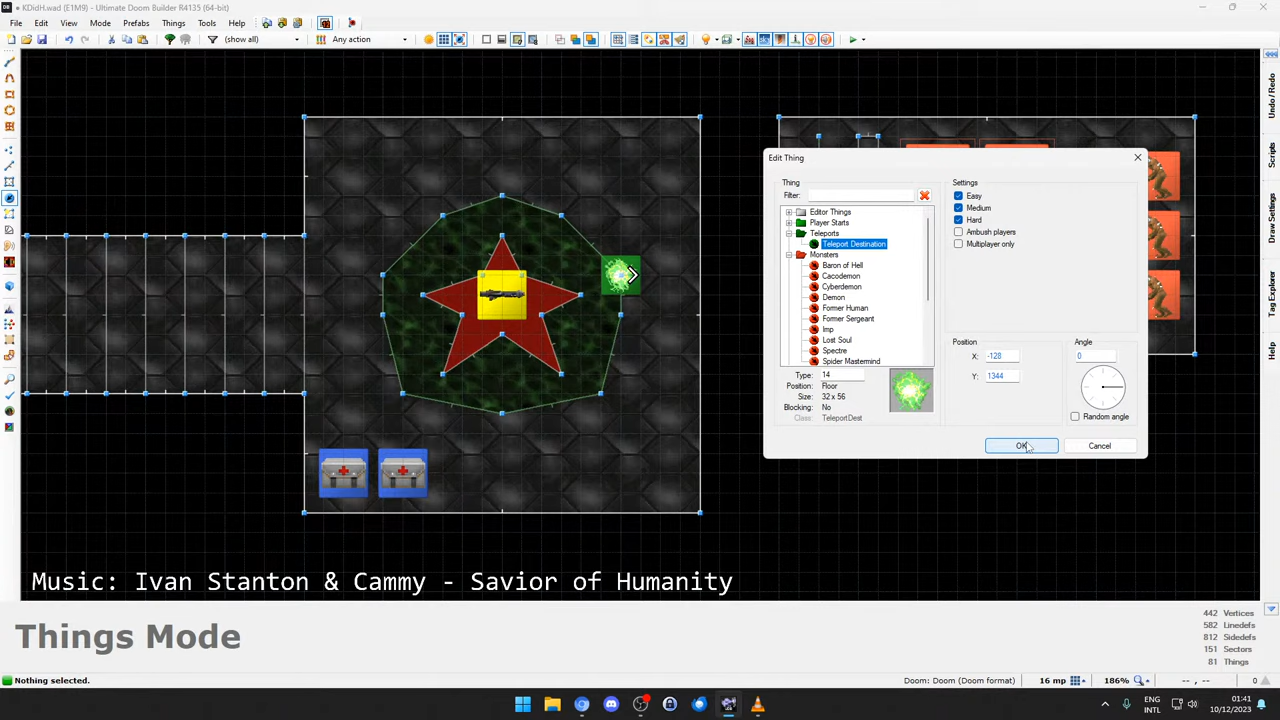 KDidH.wad (E1M9) - Ultimate Doom Builder R4135 (64-bit)
File Edit View Mode Prefabs Things Tools Help
(show all) Any action
Undo / Redo
Scripts
Draw Settings
Tag Explorer
Help
Edit Thing
Thing
Filter:
Editor Things
Player Starts
Teleports
Teleport Destination
Monsters
Baron of Hell
Cacodemon
Cyberdemon
Demon
Former Human
Former Sergeant
Imp
Lost Soul
Spectre
Spider Mastermind
Type: 14
Position: Floor
Size: 32 x 56
Blocking: No
Class: TeleportDest
Settings
Easy
Medium
Hard
Ambush players
Multiplayer only
Position
X: -128
Y: 1344
Angle
0
Random angle
OK
Cancel
Music: Ivan Stanton & Cammy - Savior of Humanity
Things Mode
442 Vertices
582 Linedefs
812 Sidedefs
151 Sectors
81 Things
Nothing selected.
Doom: Doom (Doom format) 16 mp 186% --, -- 0
ENG
INTL
01:41
10/12/2023